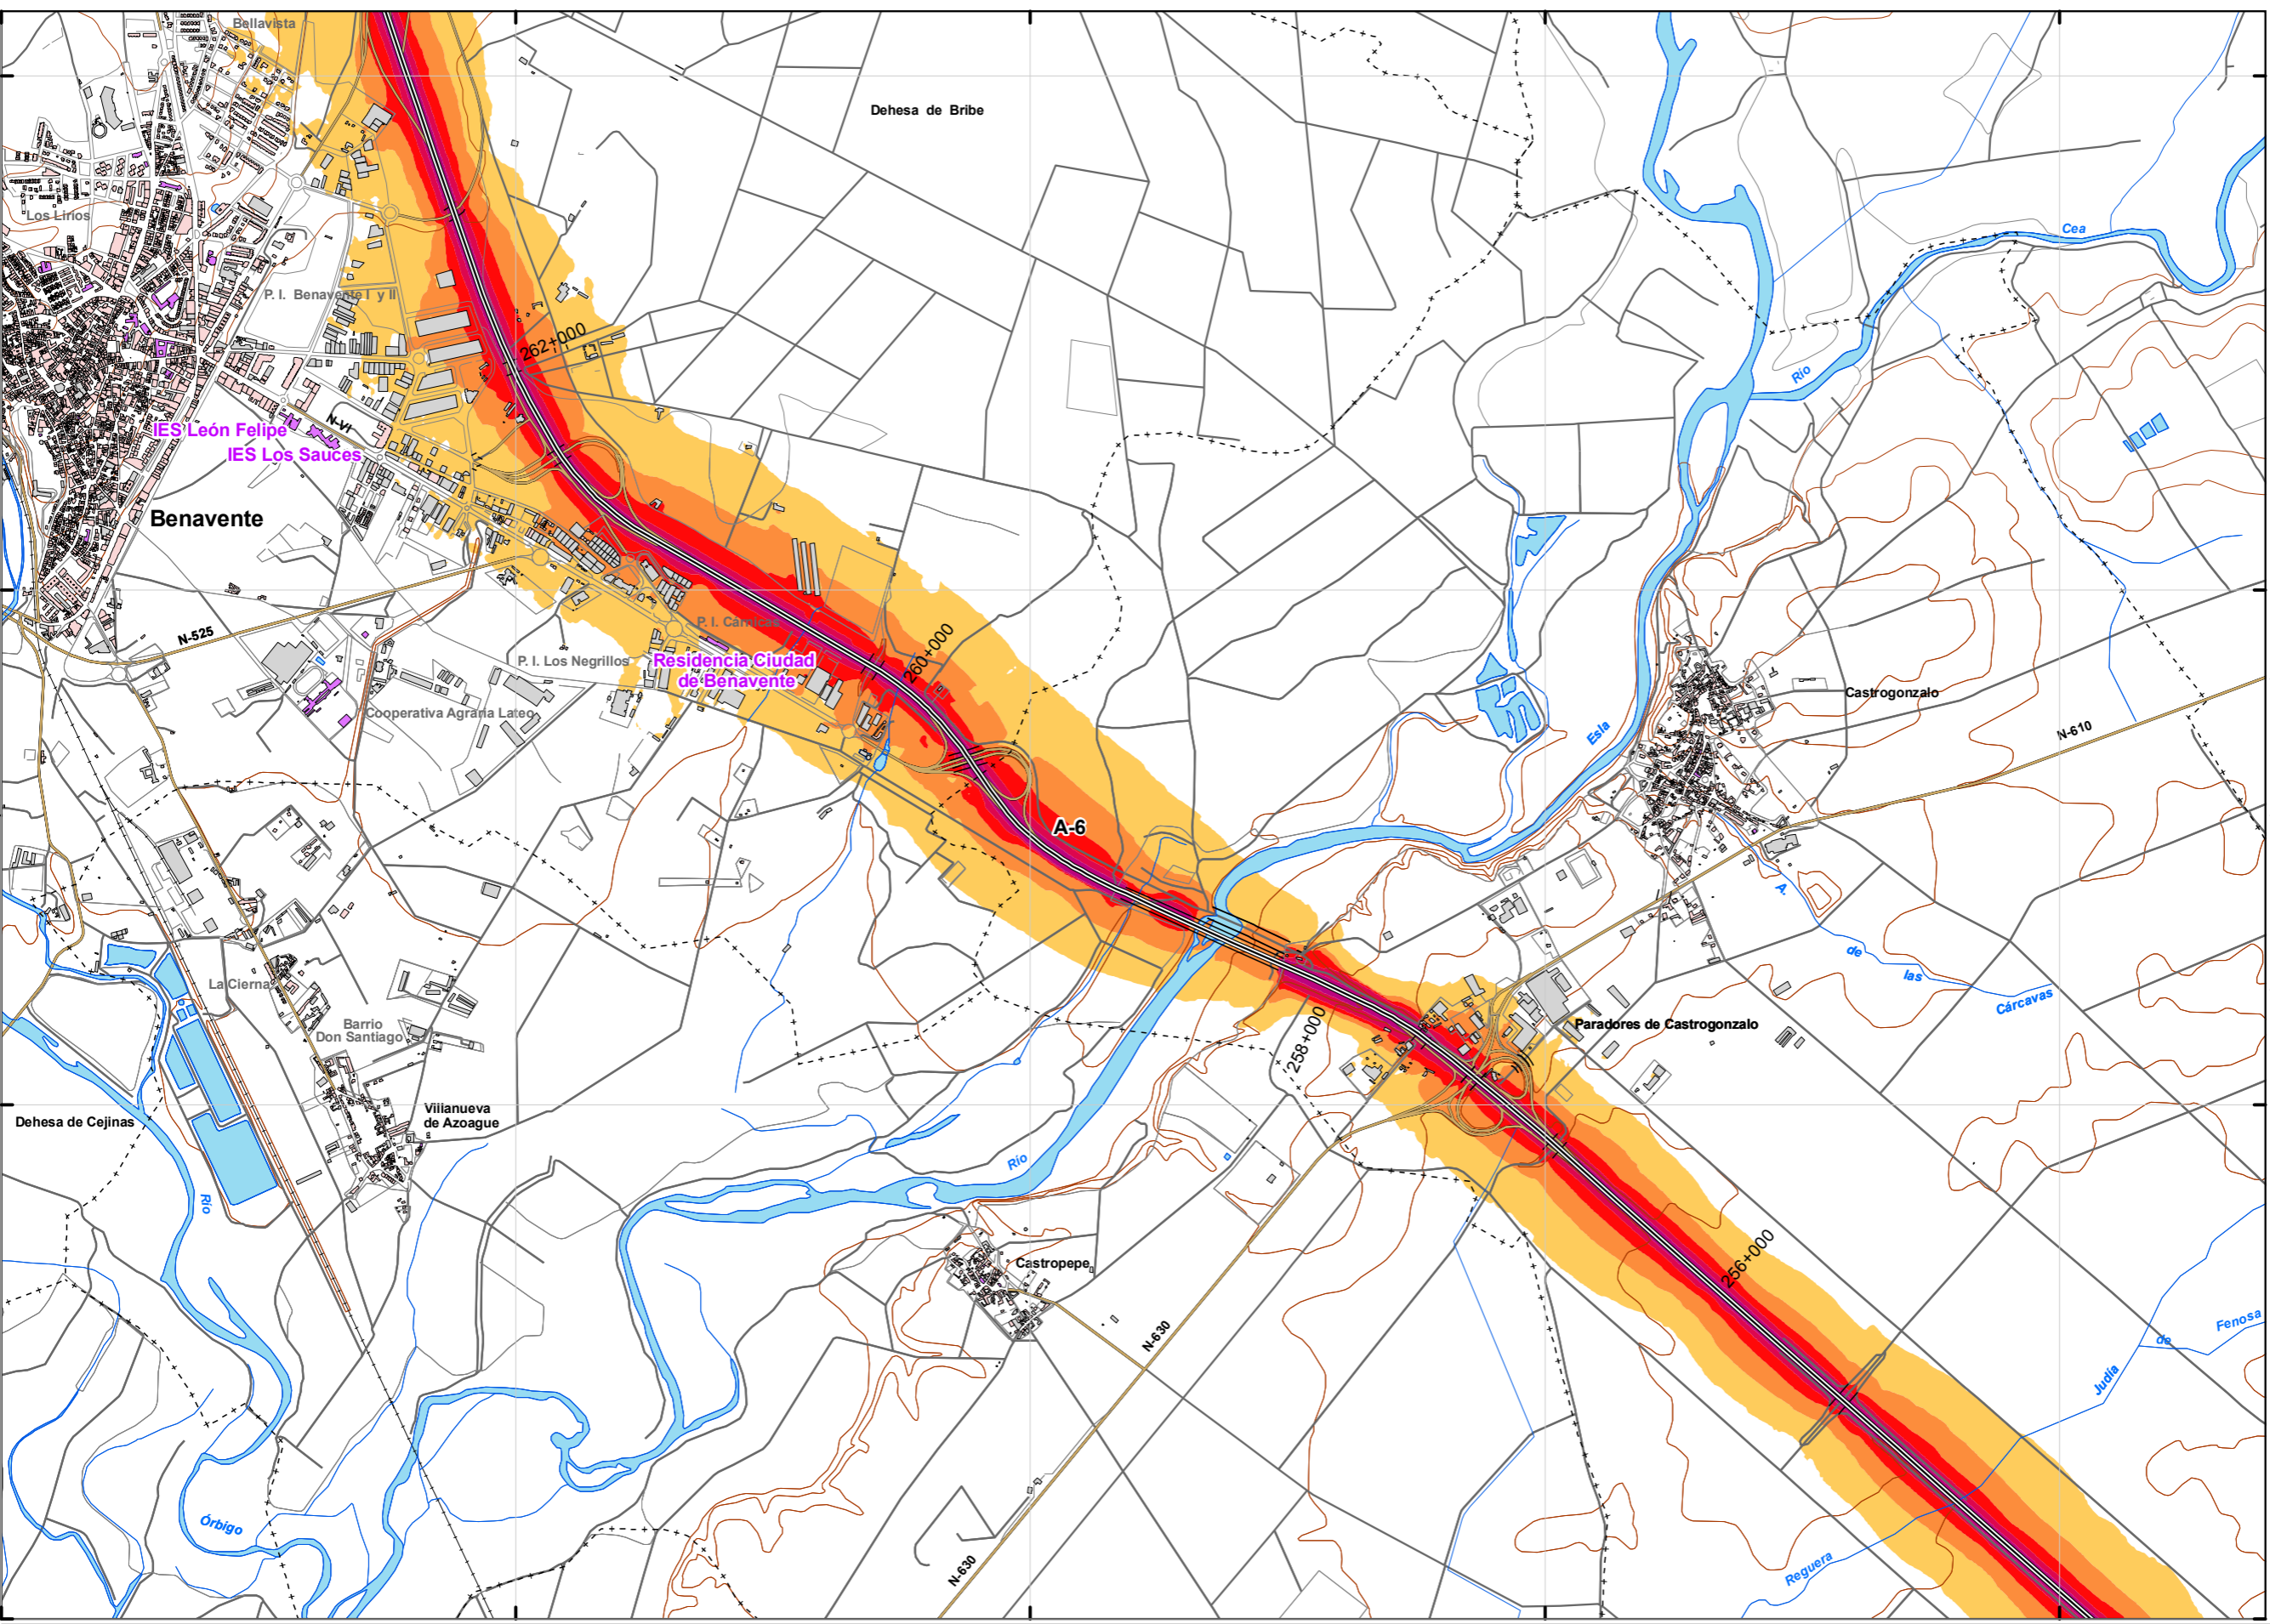 Bellavista
Dehesa de Bribe
Los Lirios
Cea
P. I. Benavente I y II
262+000
Río
IES León Felipe
N-VI
IES Los Sauces
Benavente
N-525
P. I. Cárnicas
260+000
P. I. Los Negrillos
Residencia Ciudad
de Benavente
Castrogonzalo
Cooperativa Agraria Lateo
Esla
N-610
A-6
A.
de
las
Cárcavas
La Cierna
Barrio
Don Santiago
258+000
Paradores de Castrogonzalo
Dehesa de Cejinas
Villanueva
de Azoague
Río
Río
Castropepe
256+000
N-630
Fenosa
de
Judía
Órbigo
N-630
Reguera